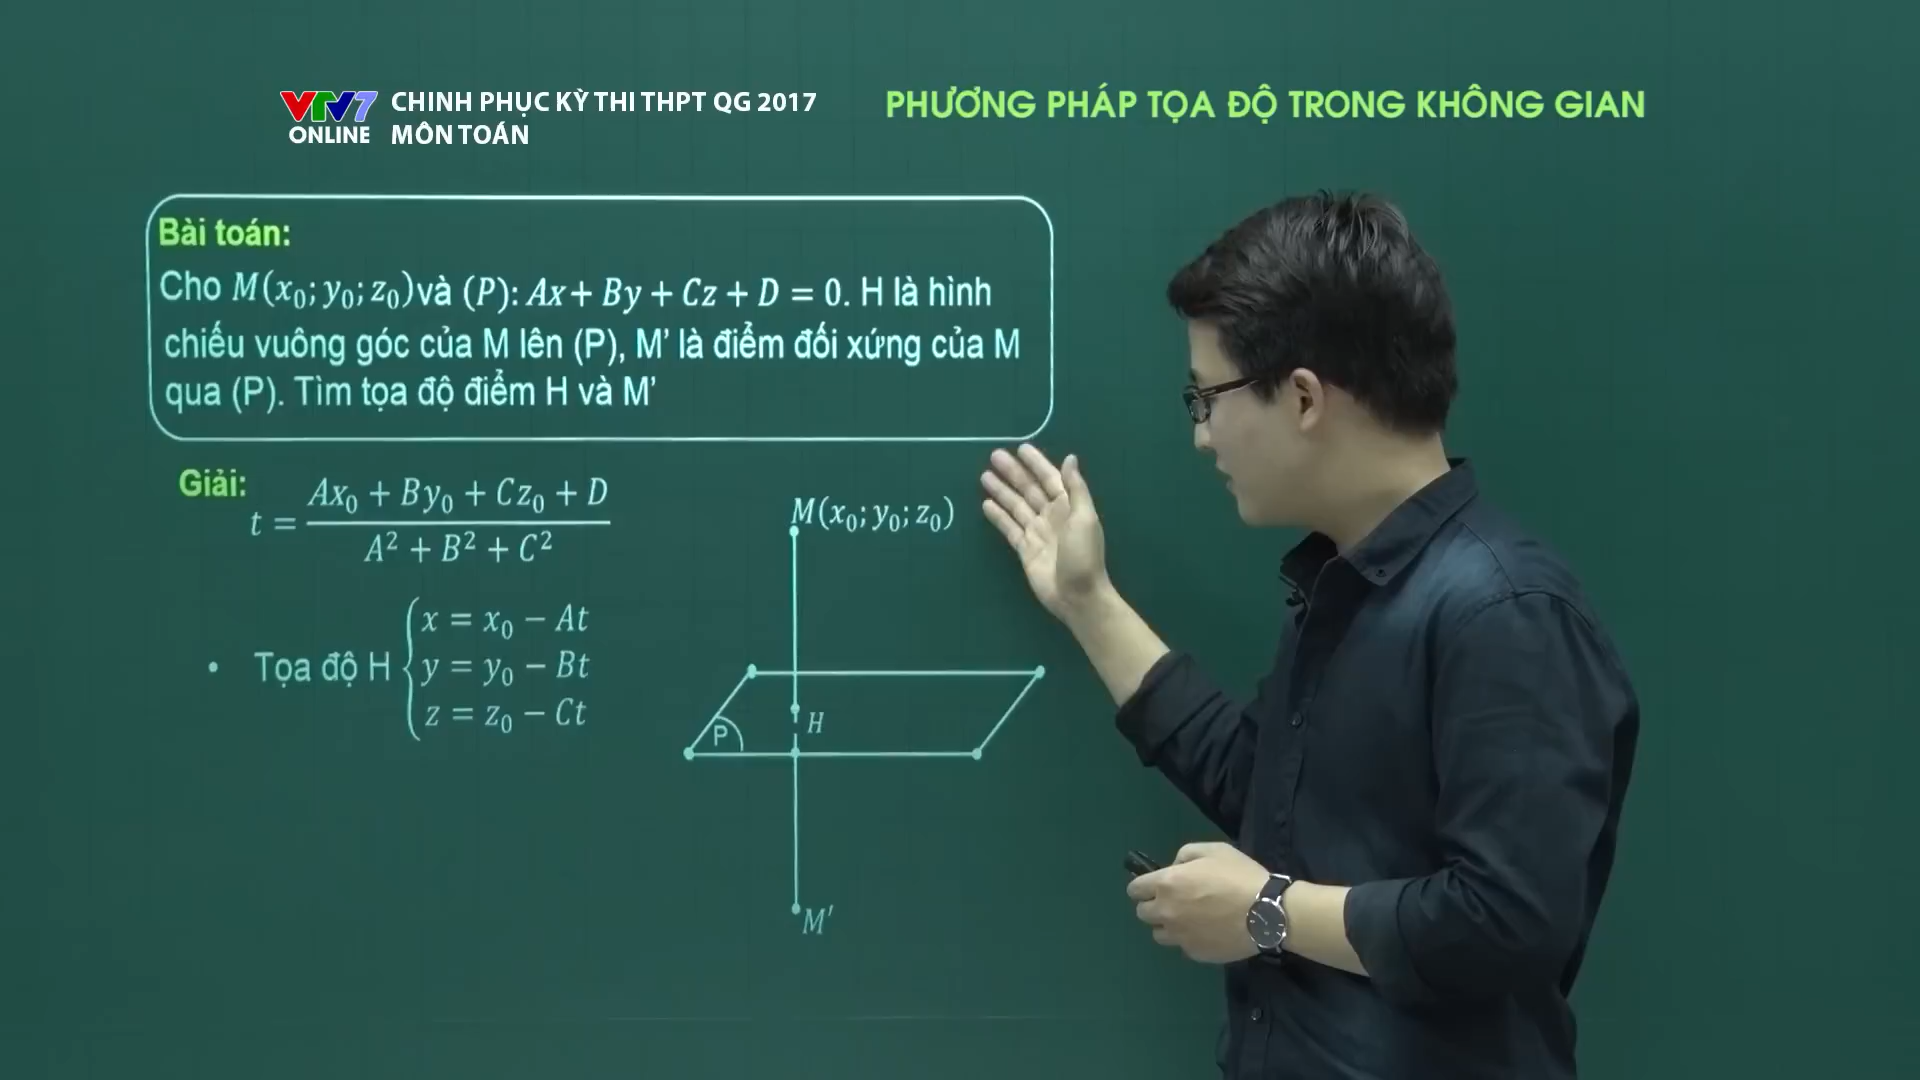 VTV7 ONLINE
CHINH PHỤC KỲ THI THPT QG 2017
MÔN TOÁN
PHƯƠNG PHÁP TỌA ĐỘ TRONG KHÔNG GIAN
Bài toán:
Cho M(x₀; y₀; z₀) và (P): Ax + By + Cz + D = 0. H là hình
chiếu vuông góc của M lên (P), M’ là điểm đối xứng của M
qua (P). Tìm tọa độ điểm H và M’
Giải:
t = (Ax₀ + By₀ + Cz₀ + D) / (A² + B² + C²)
• Tọa độ H
x = x₀ − At
y = y₀ − Bt
z = z₀ − Ct
M(x₀; y₀; z₀)
H
P
M′